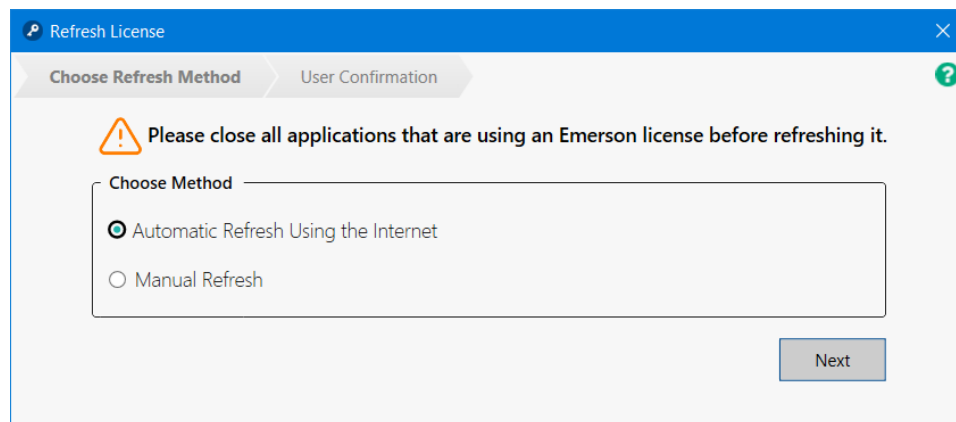 Refresh License
Choose Refresh Method
User Confirmation
?
Please close all applications that are using an Emerson license before refreshing it.
Choose Method
Automatic Refresh Using the Internet
Manual Refresh
Next